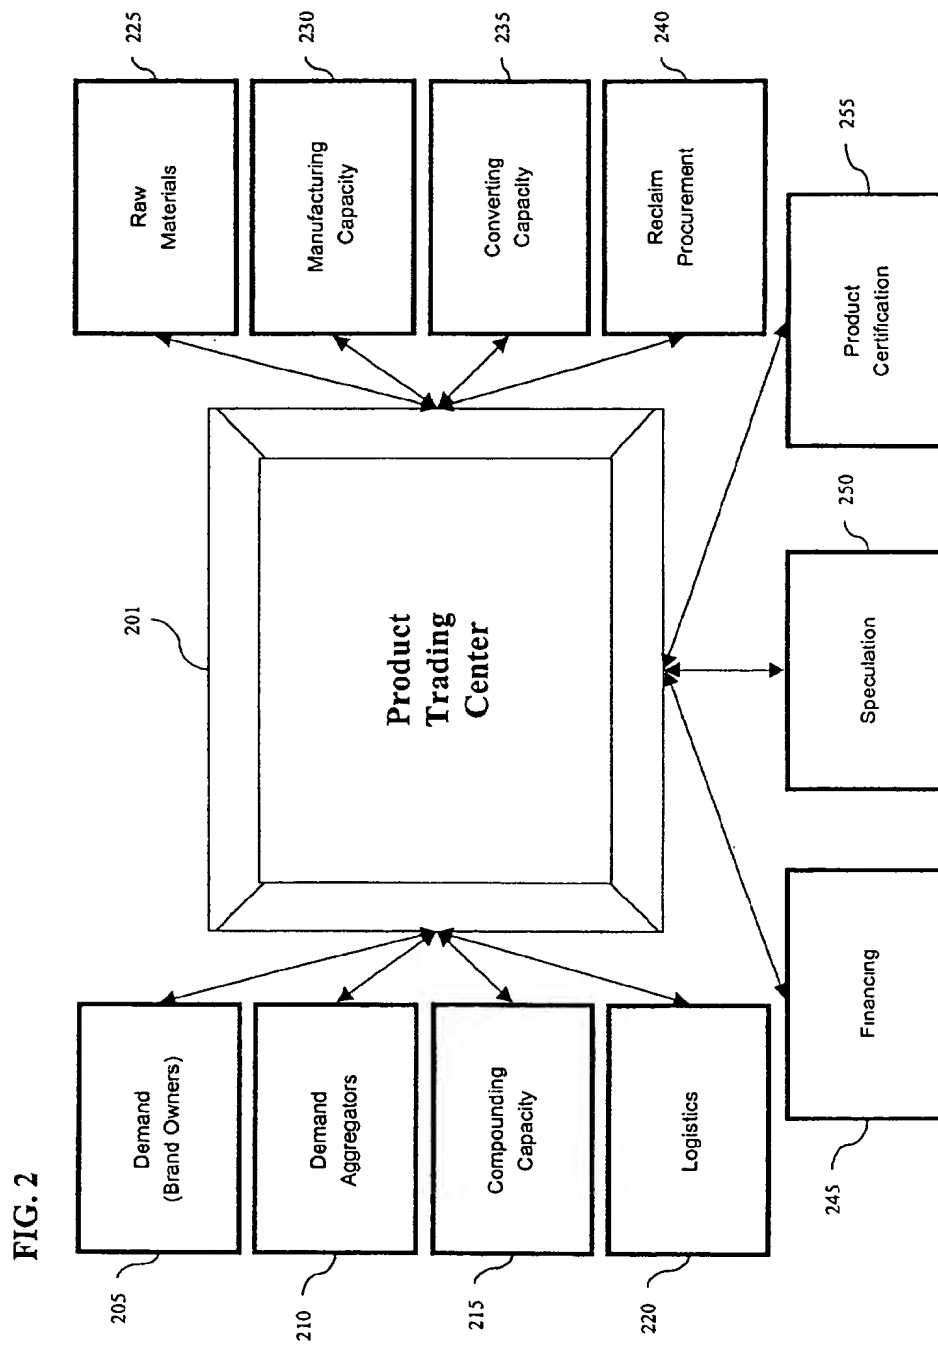 FIG. 2
201
Product
Trading
Center
205
Demand
(Brand Owners)
210
Demand
Aggregators
215
Compounding
Capacity
220
Logistics
225
Raw
Materials
230
Manufacturing
Capacity
235
Converting
Capacity
240
Reclaim
Procurement
245
Financing
250
Speculation
255
Product
Certification